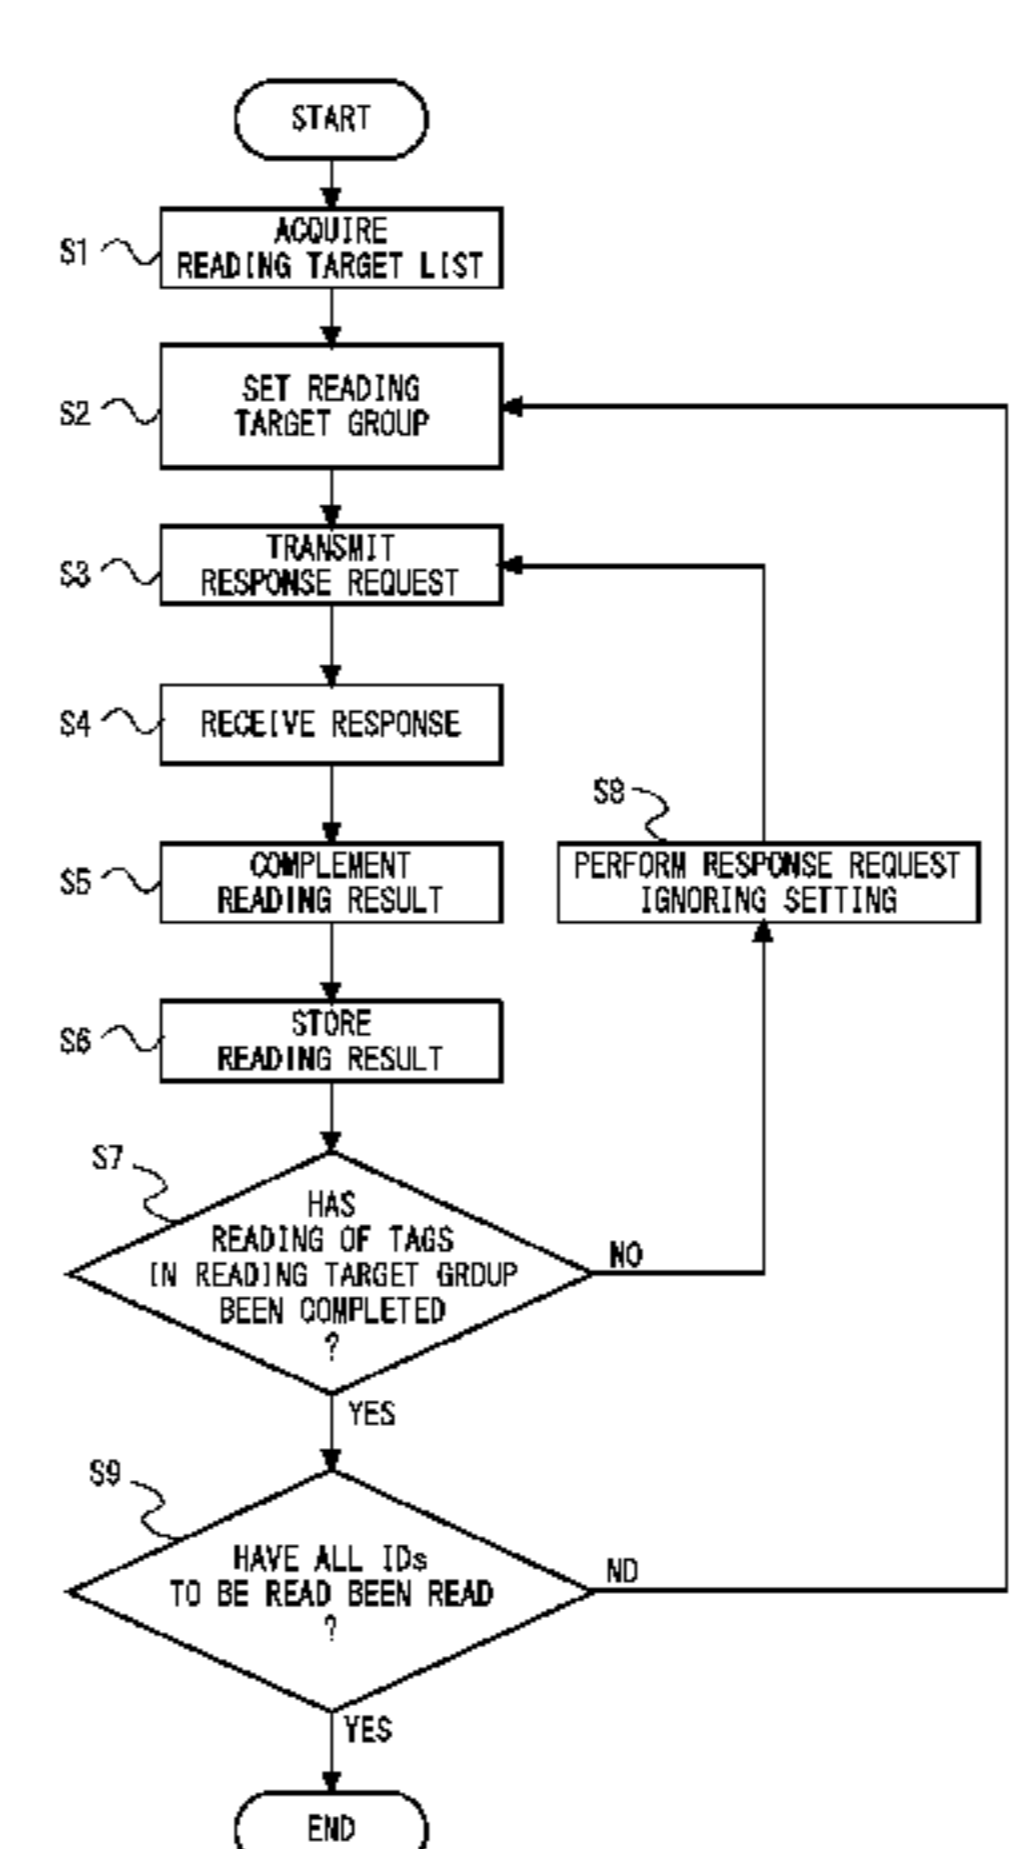 START
S1
ACQUIRE
READING TARGET LIST
S2
SET READING
TARGET GROUP
S3
TRANSMIT
RESPONSE REQUEST
S4
RECEIVE RESPONSE
S8
PERFORM RESPONSE REQUEST
IGNORING SETTING
S5
COMPLEMENT
READING RESULT
S6
STORE
READING RESULT
S7
HAS
READING OF TAGS
IN READING TARGET GROUP
BEEN COMPLETED
?
NO
YES
S9
HAVE ALL IDs
TO BE READ BEEN READ
?
NO
YES
END